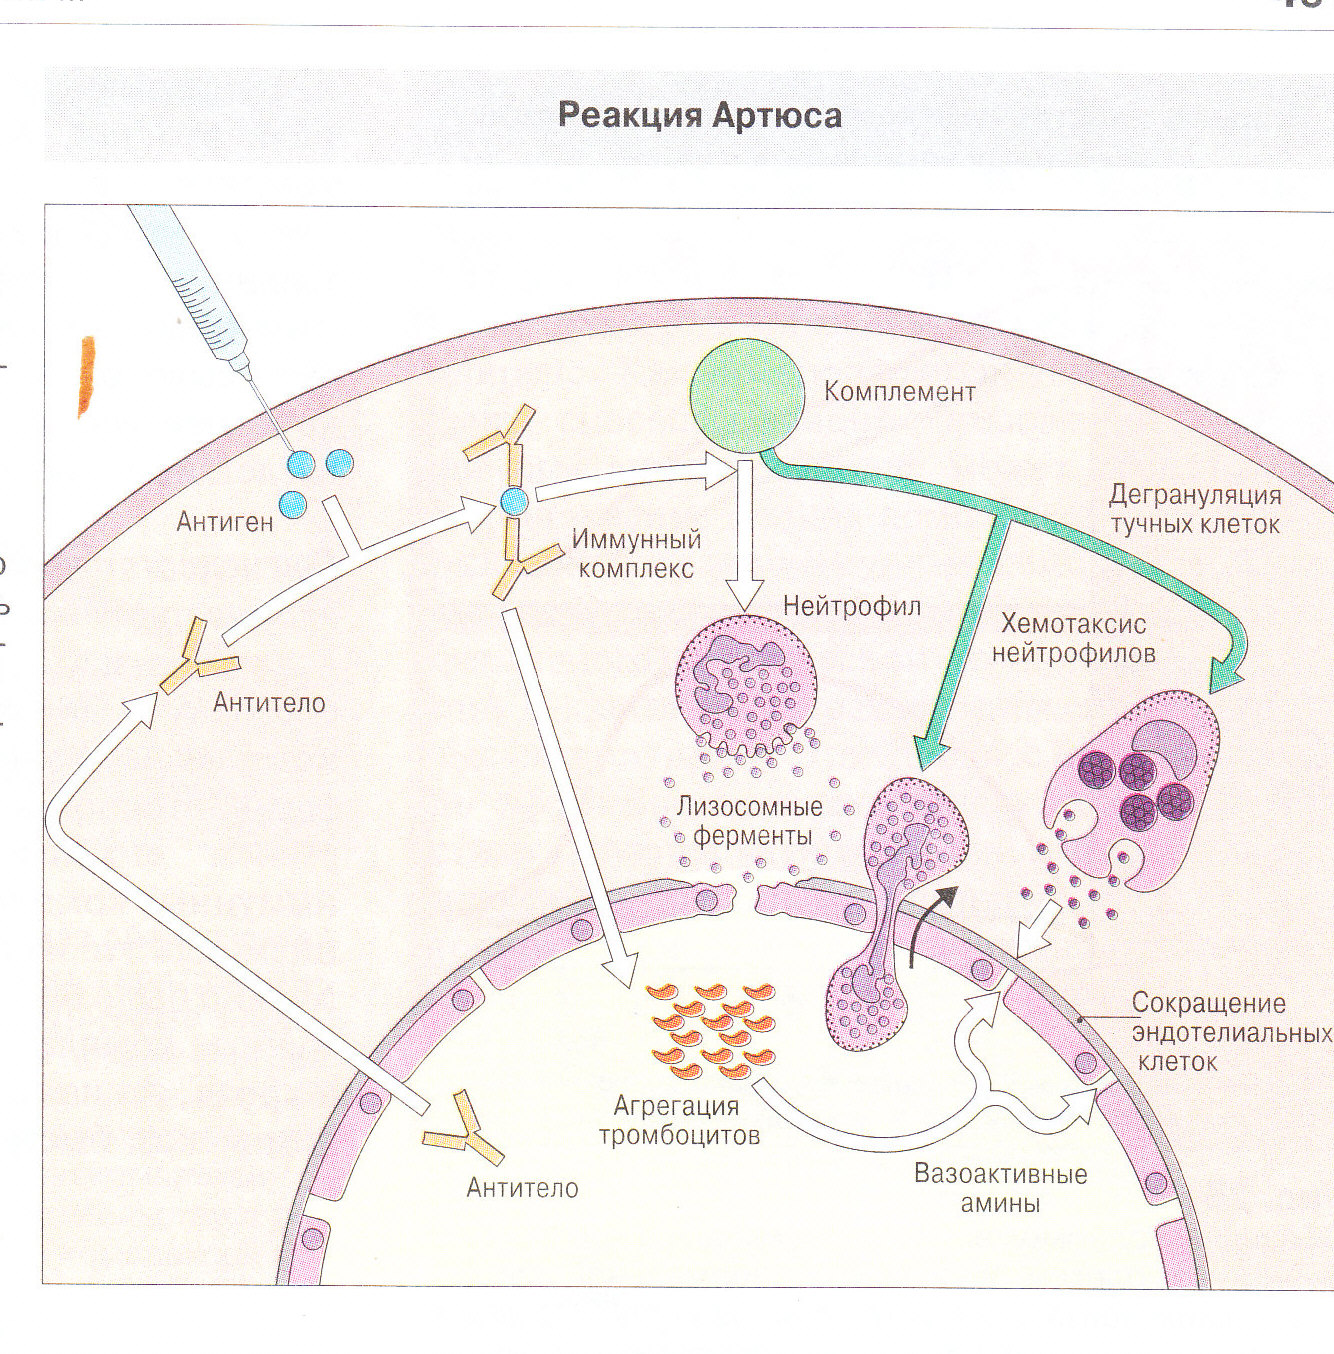 Реакция Артюса
Комплемент
Антиген
Иммунный
комплекс
Дегрануляция
тучных клеток
Нейтрофил
Хемотаксис
нейтрофилов
Антитело
Лизосомные
ферменты
Сокращение
эндотелиальных
клеток
Агрегация
тромбоцитов
Вазоактивные
амины
Антитело